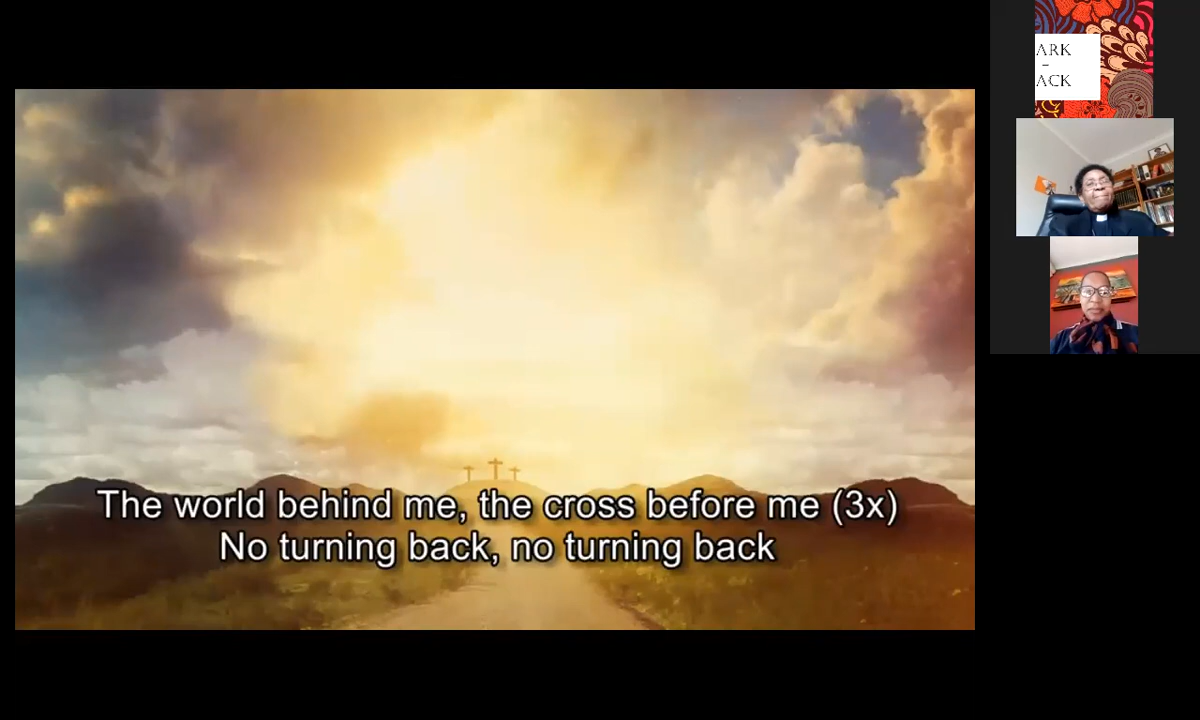 The world behind me, the cross before me (3x)
No turning back, no turning back
ARK
-
ACK